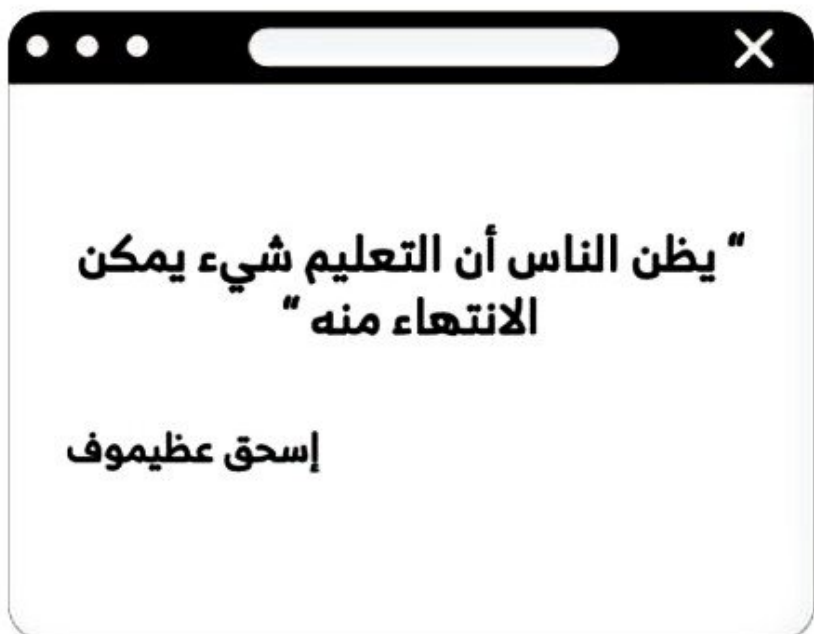 “ يظن الناس أن التعليم شيء يمكن
الانتهاء منه “
إسحق عظيموف